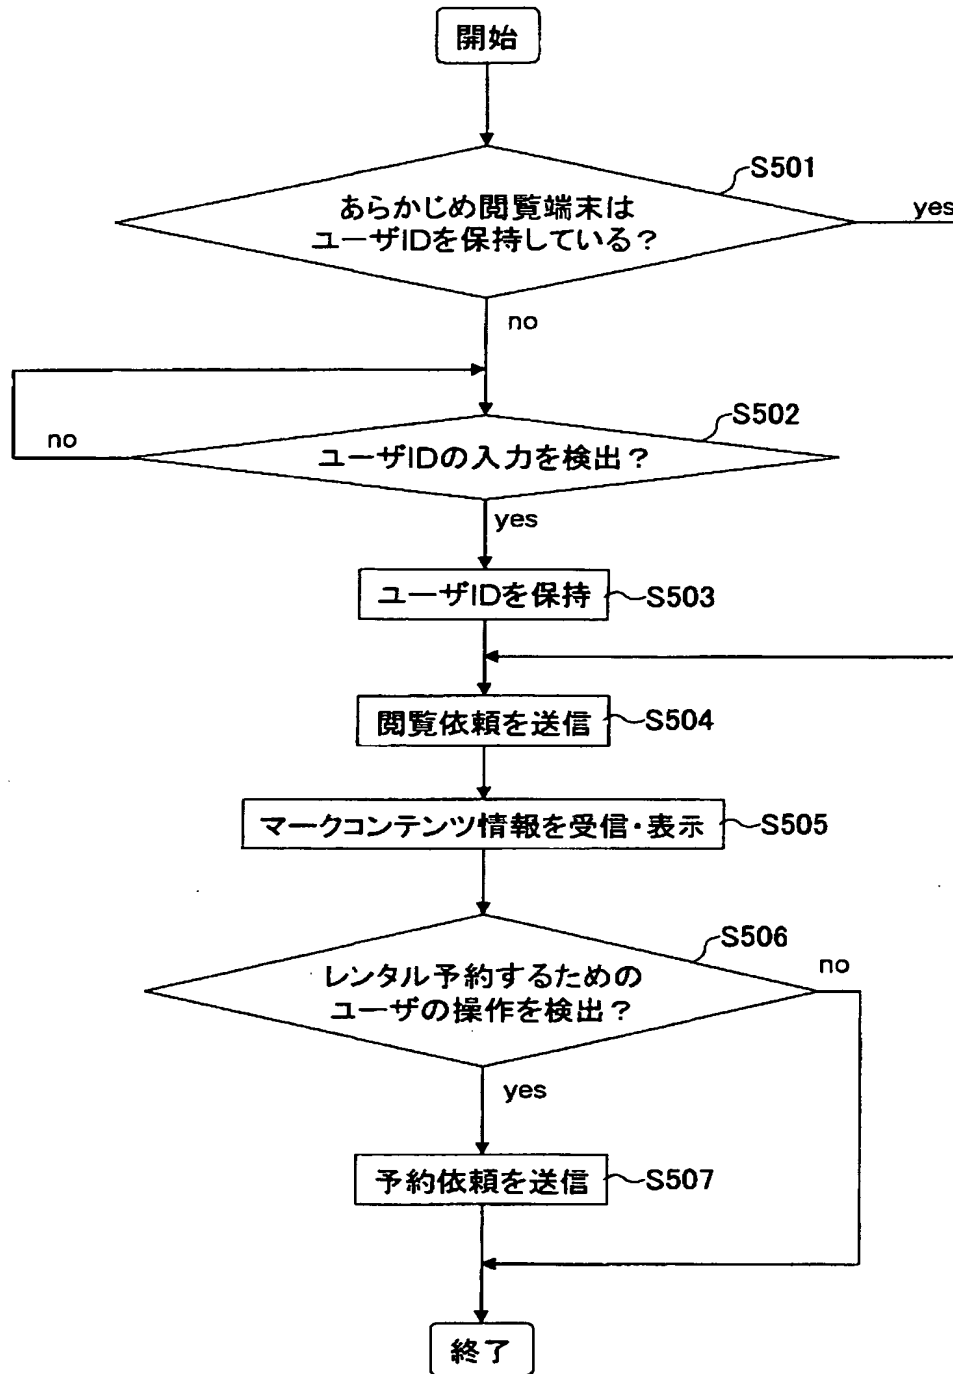 開始
S501
あらかじめ閲覧端末は
ユーザIDを保持している?
yes
no
S502
no
ユーザIDの入力を検出?
yes
ユーザIDを保持
S503
閲覧依頼を送信
S504
マークコンテンツ情報を受信・表示
S505
S506
no
レンタル予約するための
ユーザの操作を検出?
yes
予約依頼を送信
S507
終了